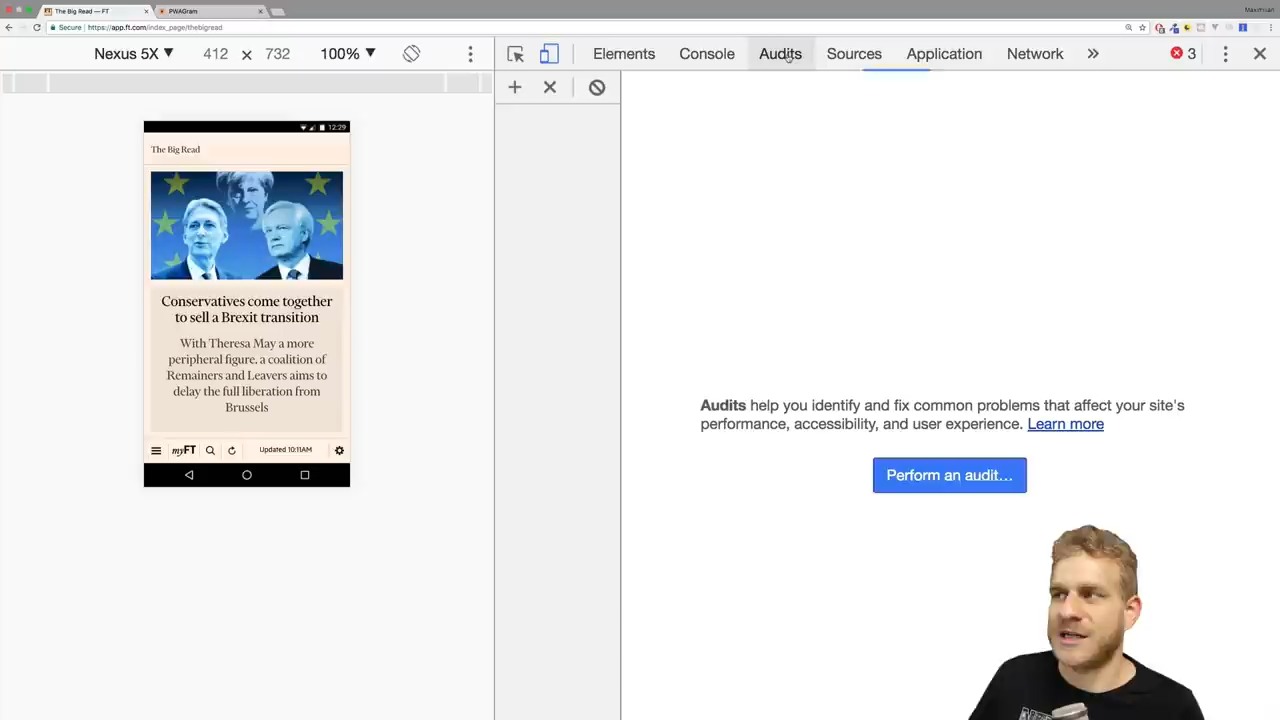 The Big Read — FT
PWAGram
Maximilian
Secure
https://app.ft.com/index_page/thebigread
Nexus 5X ▼ 412 × 732 100% ▼
Elements Console Audits Sources Application Network » 3
12:29
The Big Read
Conservatives come together
to sell a Brexit transition
With Theresa May a more
peripheral figure, a coalition of
Remainers and Leavers aims to
delay the full liberation from
Brussels
myFT Updated 10:11AM
Audits help you identify and fix common problems that affect your site's
performance, accessibility, and user experience. Learn more
Perform an audit...